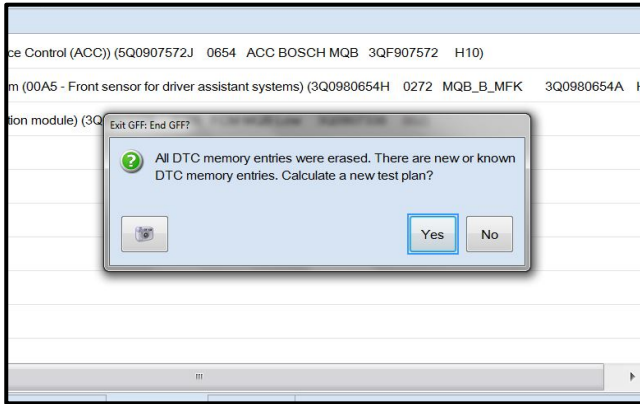 ce Control (ACC)) (5Q0907572J 0654 ACC BOSCH MQB 3QF907572 H10)
m (00A5 - Front sensor for driver assistant systems) (3Q0980654H 0272 MQB_B_MFK 3Q0980654A H
tion module) (3Q
Exit GFF: End GFF?
All DTC memory entries were erased. There are new or known
DTC memory entries. Calculate a new test plan?
Yes No